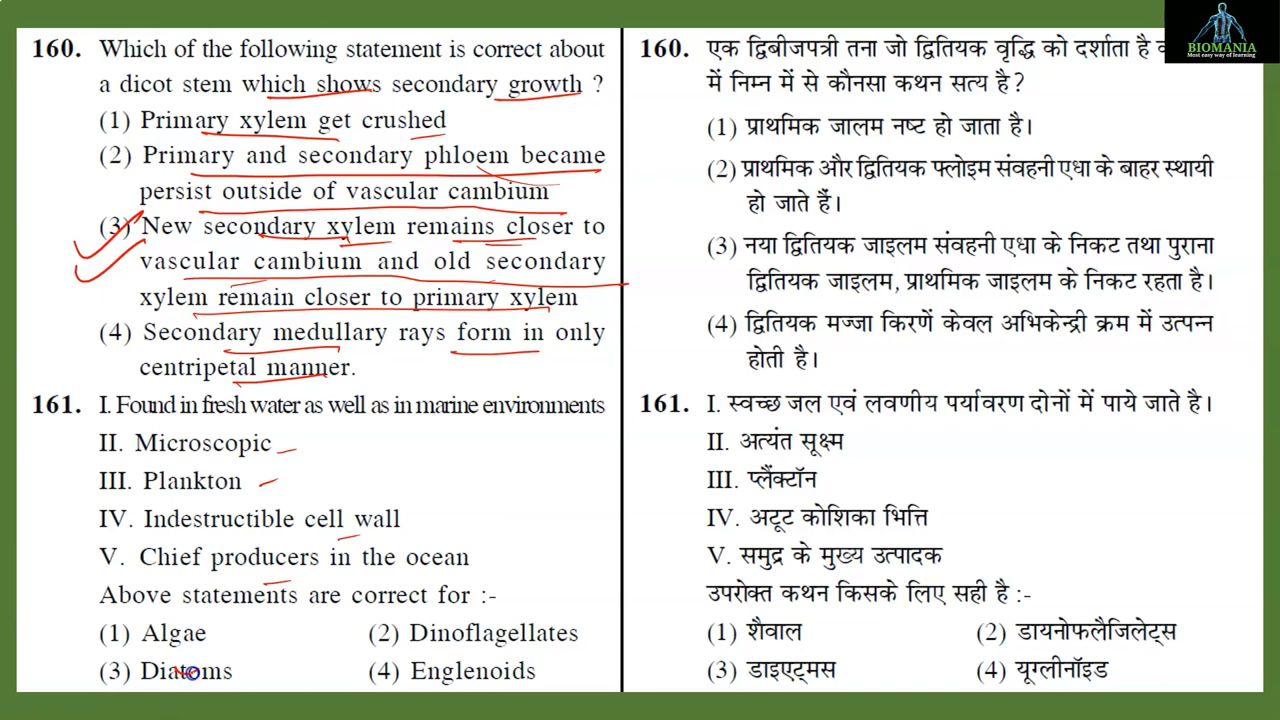 160. Which of the following statement is correct about
a dicot stem which shows secondary growth ?
(1) Primary xylem get crushed
(2) Primary and secondary phloem became
persist outside of vascular cambium
(3) New secondary xylem remains closer to
vascular cambium and old secondary
xylem remain closer to primary xylem
(4) Secondary medullary rays form in only
centripetal manner.
161. I. Found in fresh water as well as in marine environments
II. Microscopic
III. Plankton
IV. Indestructible cell wall
V. Chief producers in the ocean
Above statements are correct for :-
(1) Algae (2) Dinoflagellates
(3) Diatoms (4) Englenoids
160. एक द्विबीजपत्री तना जो द्वितियक वृद्धि को दर्शाता है
में निम्न में से कौनसा कथन सत्य है?
(1) प्राथमिक जालम नष्ट हो जाता है।
(2) प्राथमिक और द्वितियक फ्लोइम संवहनी एधा के बाहर स्थायी
हो जाते हैं।
(3) नया द्वितियक जाइलम संवहनी एधा के निकट तथा पुराना
द्वितियक जाइलम, प्राथमिक जाइलम के निकट रहता है।
(4) द्वितियक मज्जा किरणें केवल अभिकेन्द्री क्रम में उत्पन्न
होती है।
161. I. स्वच्छ जल एवं लवणीय पर्यावरण दोनों में पाये जाते है।
II. अत्यंत सूक्ष्म
III. प्लैंक्टॉन
IV. अटूट कोशिका भित्ति
V. समुद्र के मुख्य उत्पादक
उपरोक्त कथन किसके लिए सही है :-
(1) शैवाल (2) डायनोफलैजिलेट्स
(3) डाइएट्मस (4) यूग्लीनॉइड
BIOMANIA
Most easy way of learning